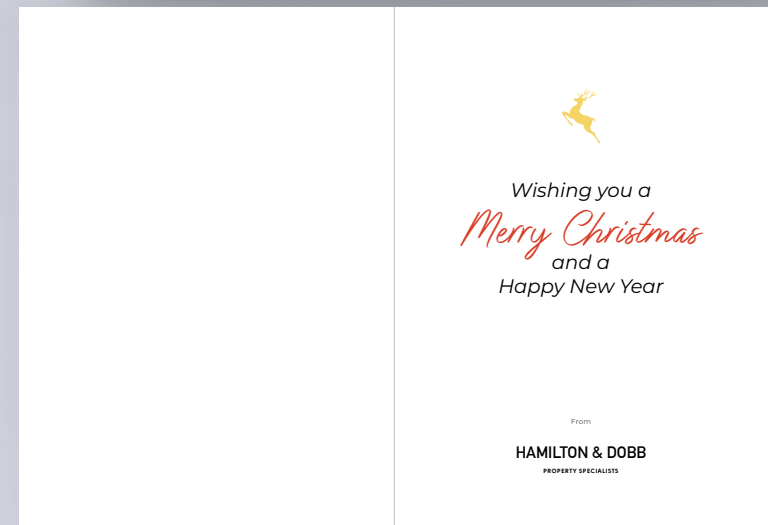 Wishing you a
Merry Christmas
and a
Happy New Year
From
HAMILTON & DOBB
PROPERTY SPECIALISTS